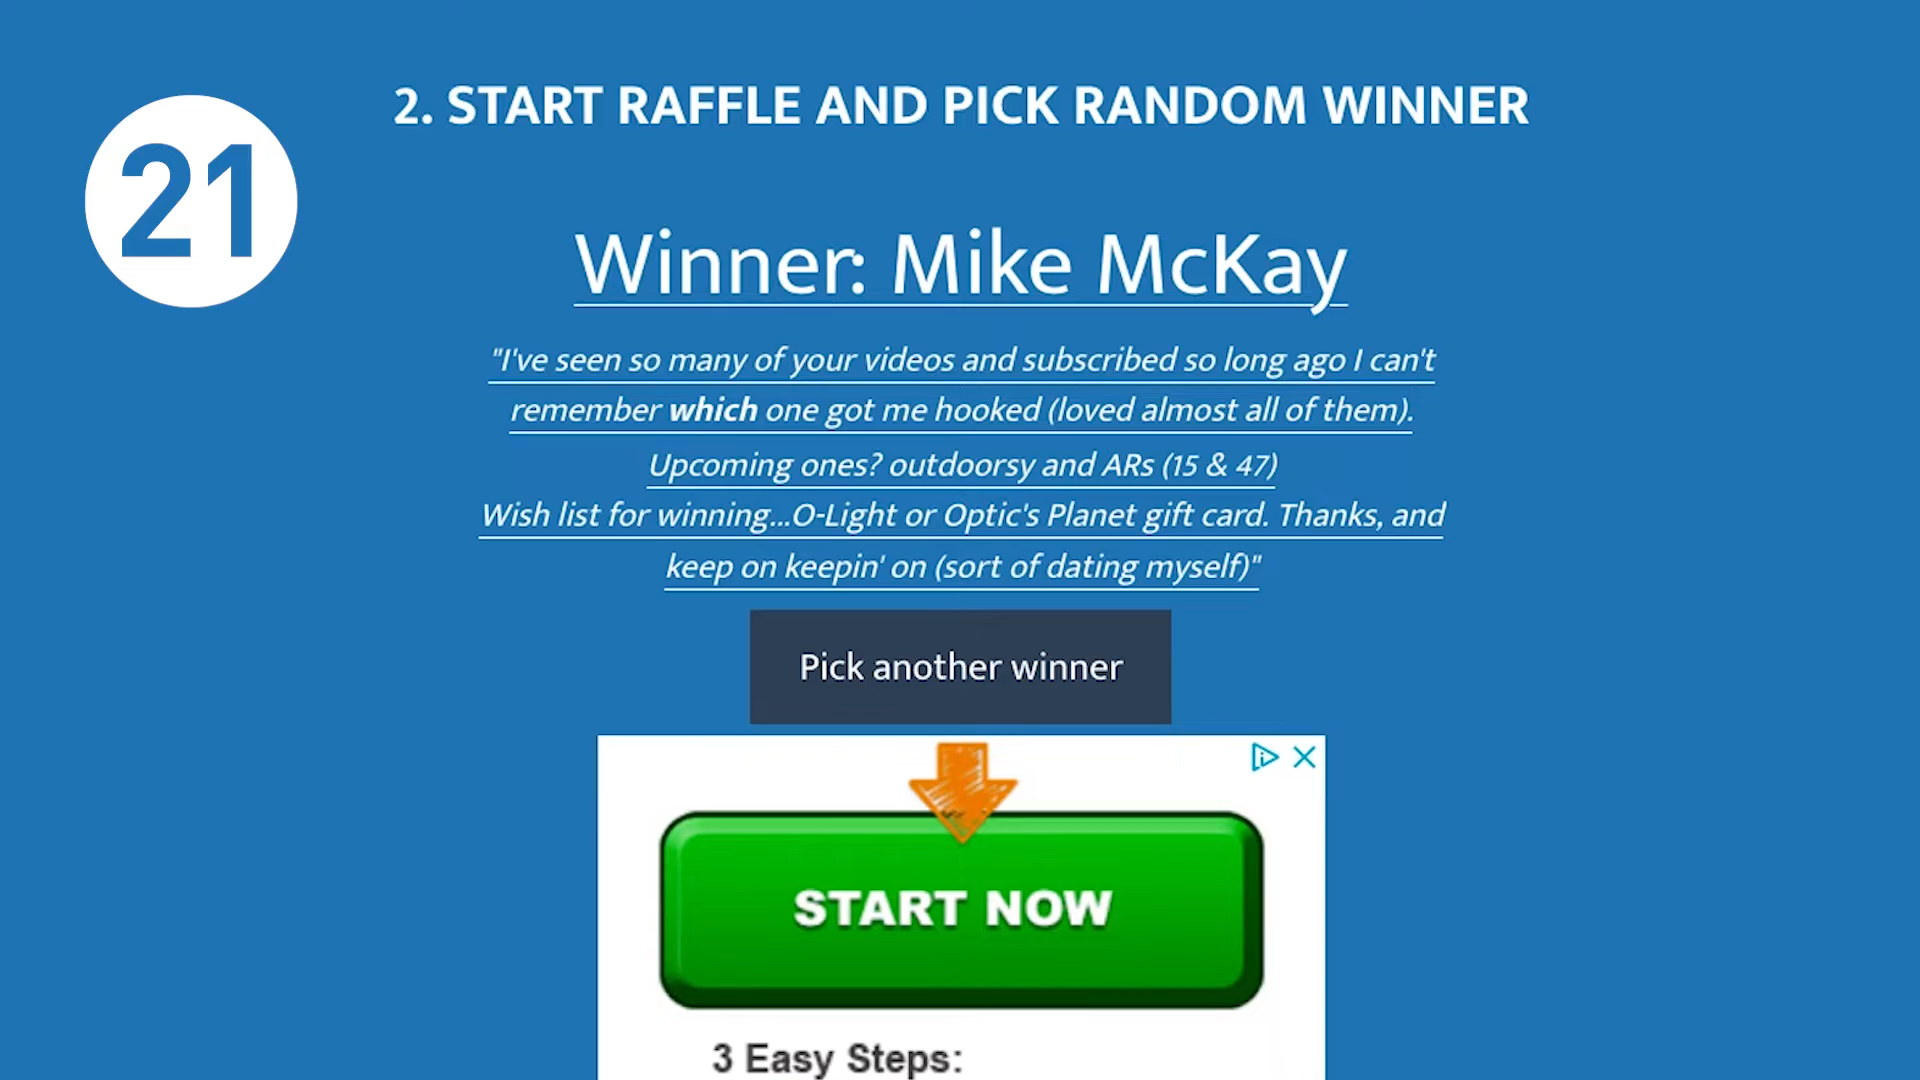 2. START RAFFLE AND PICK RANDOM WINNER
21
Winner: Mike McKay
"I've seen so many of your videos and subscribed so long ago I can't
remember which one got me hooked (loved almost all of them).
Upcoming ones? outdoorsy and ARs (15 & 47)
Wish list for winning...O-Light or Optic's Planet gift card. Thanks, and
keep on keepin' on (sort of dating myself)"
Pick another winner
START NOW
3 Easy Steps: